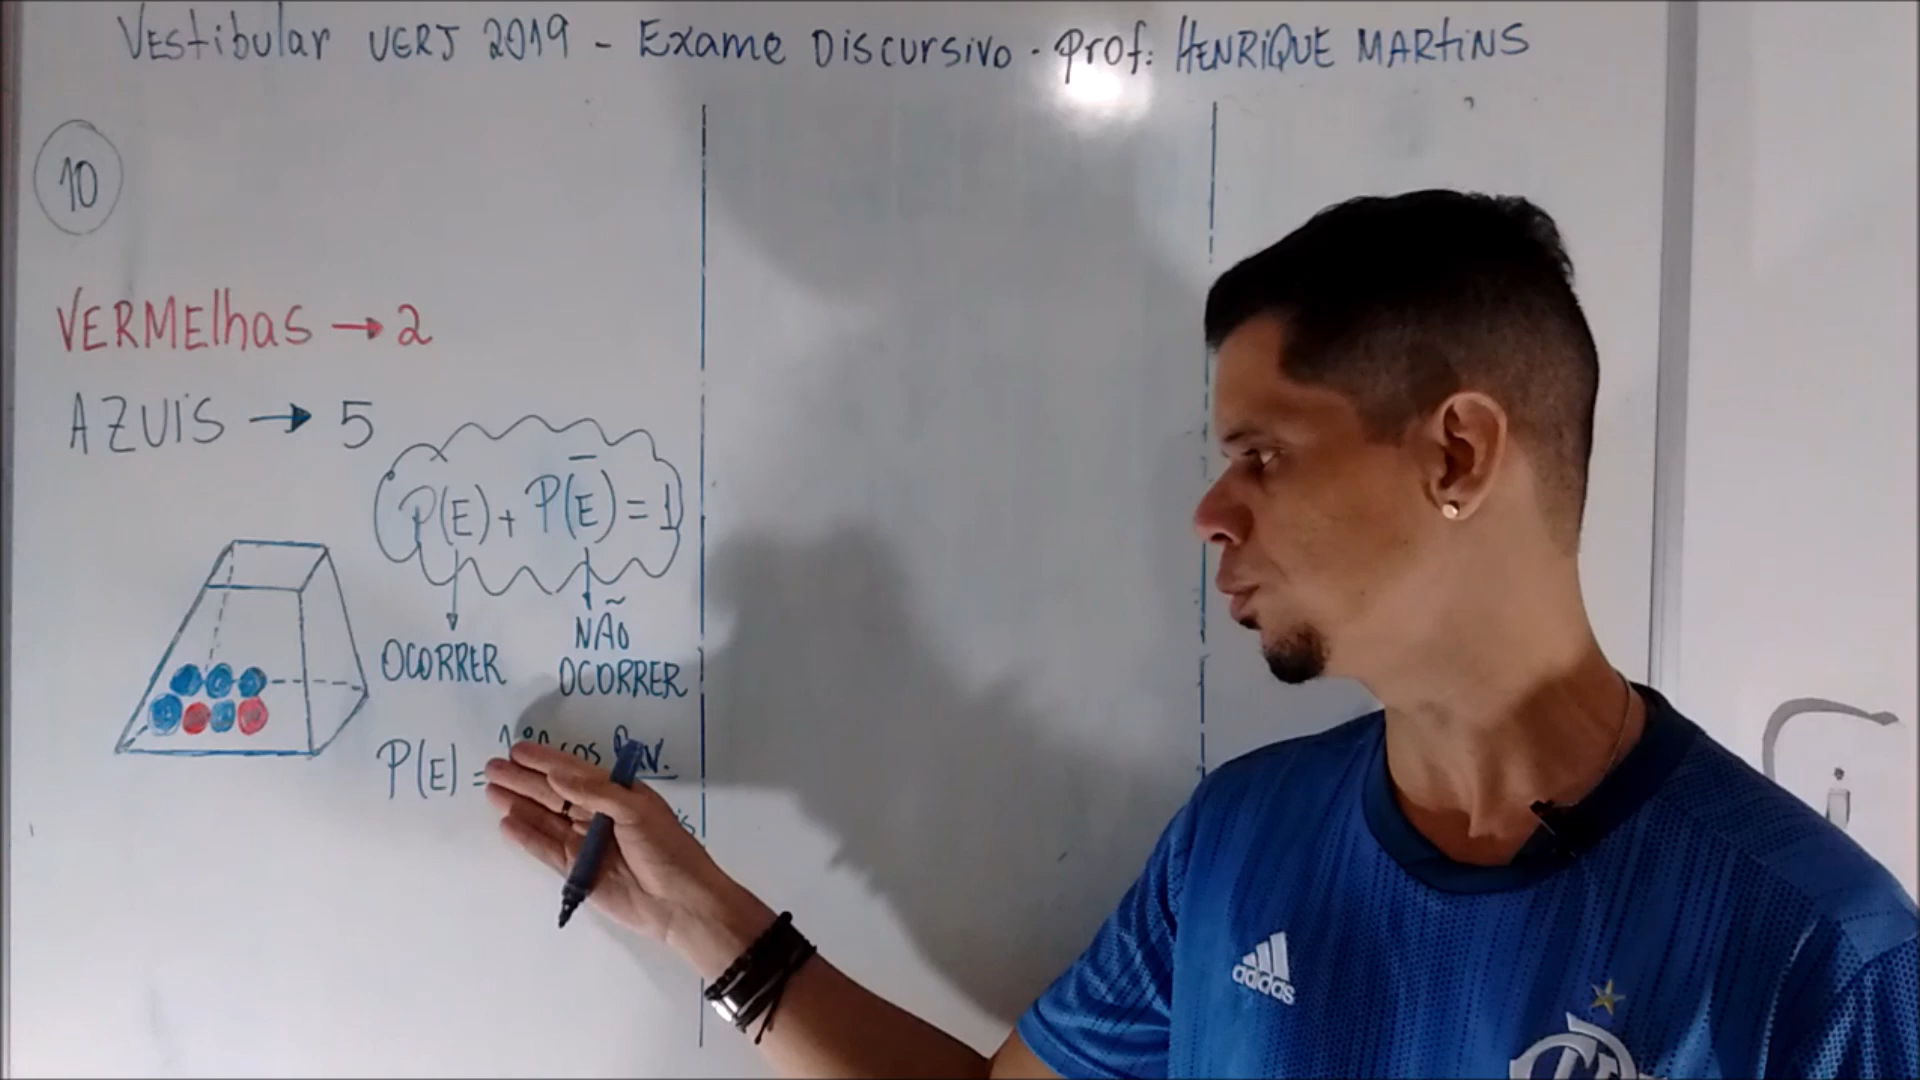 Vestibular UERJ 2019 - Exame Discursivo . Prof: HENRIQUE MARTINS
10
VERMElhas → 2
AZUIS → 5
P(E) + P(E̅) = 1
OCORRER
NÃO
OCORRER
P(E) =
adidas